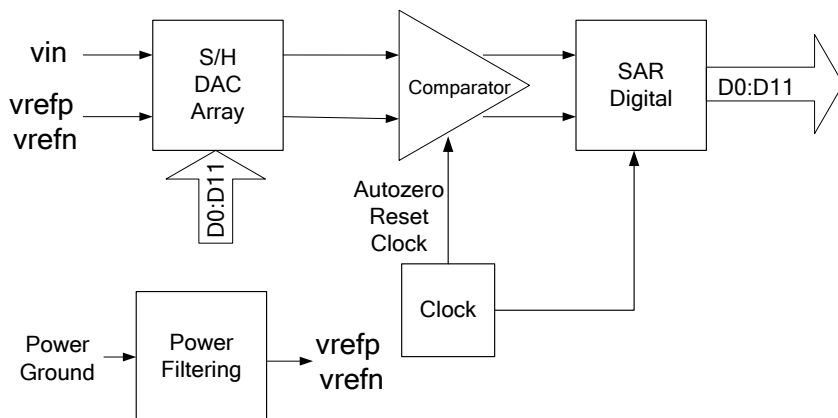 vin
vrefp
vrefn
S/H
DAC
Array
D0:D11
Comparator
SAR
Digital
D0:D11
Autozero
Reset
Clock
Clock
Power
Ground
Power
Filtering
vrefp
vrefn